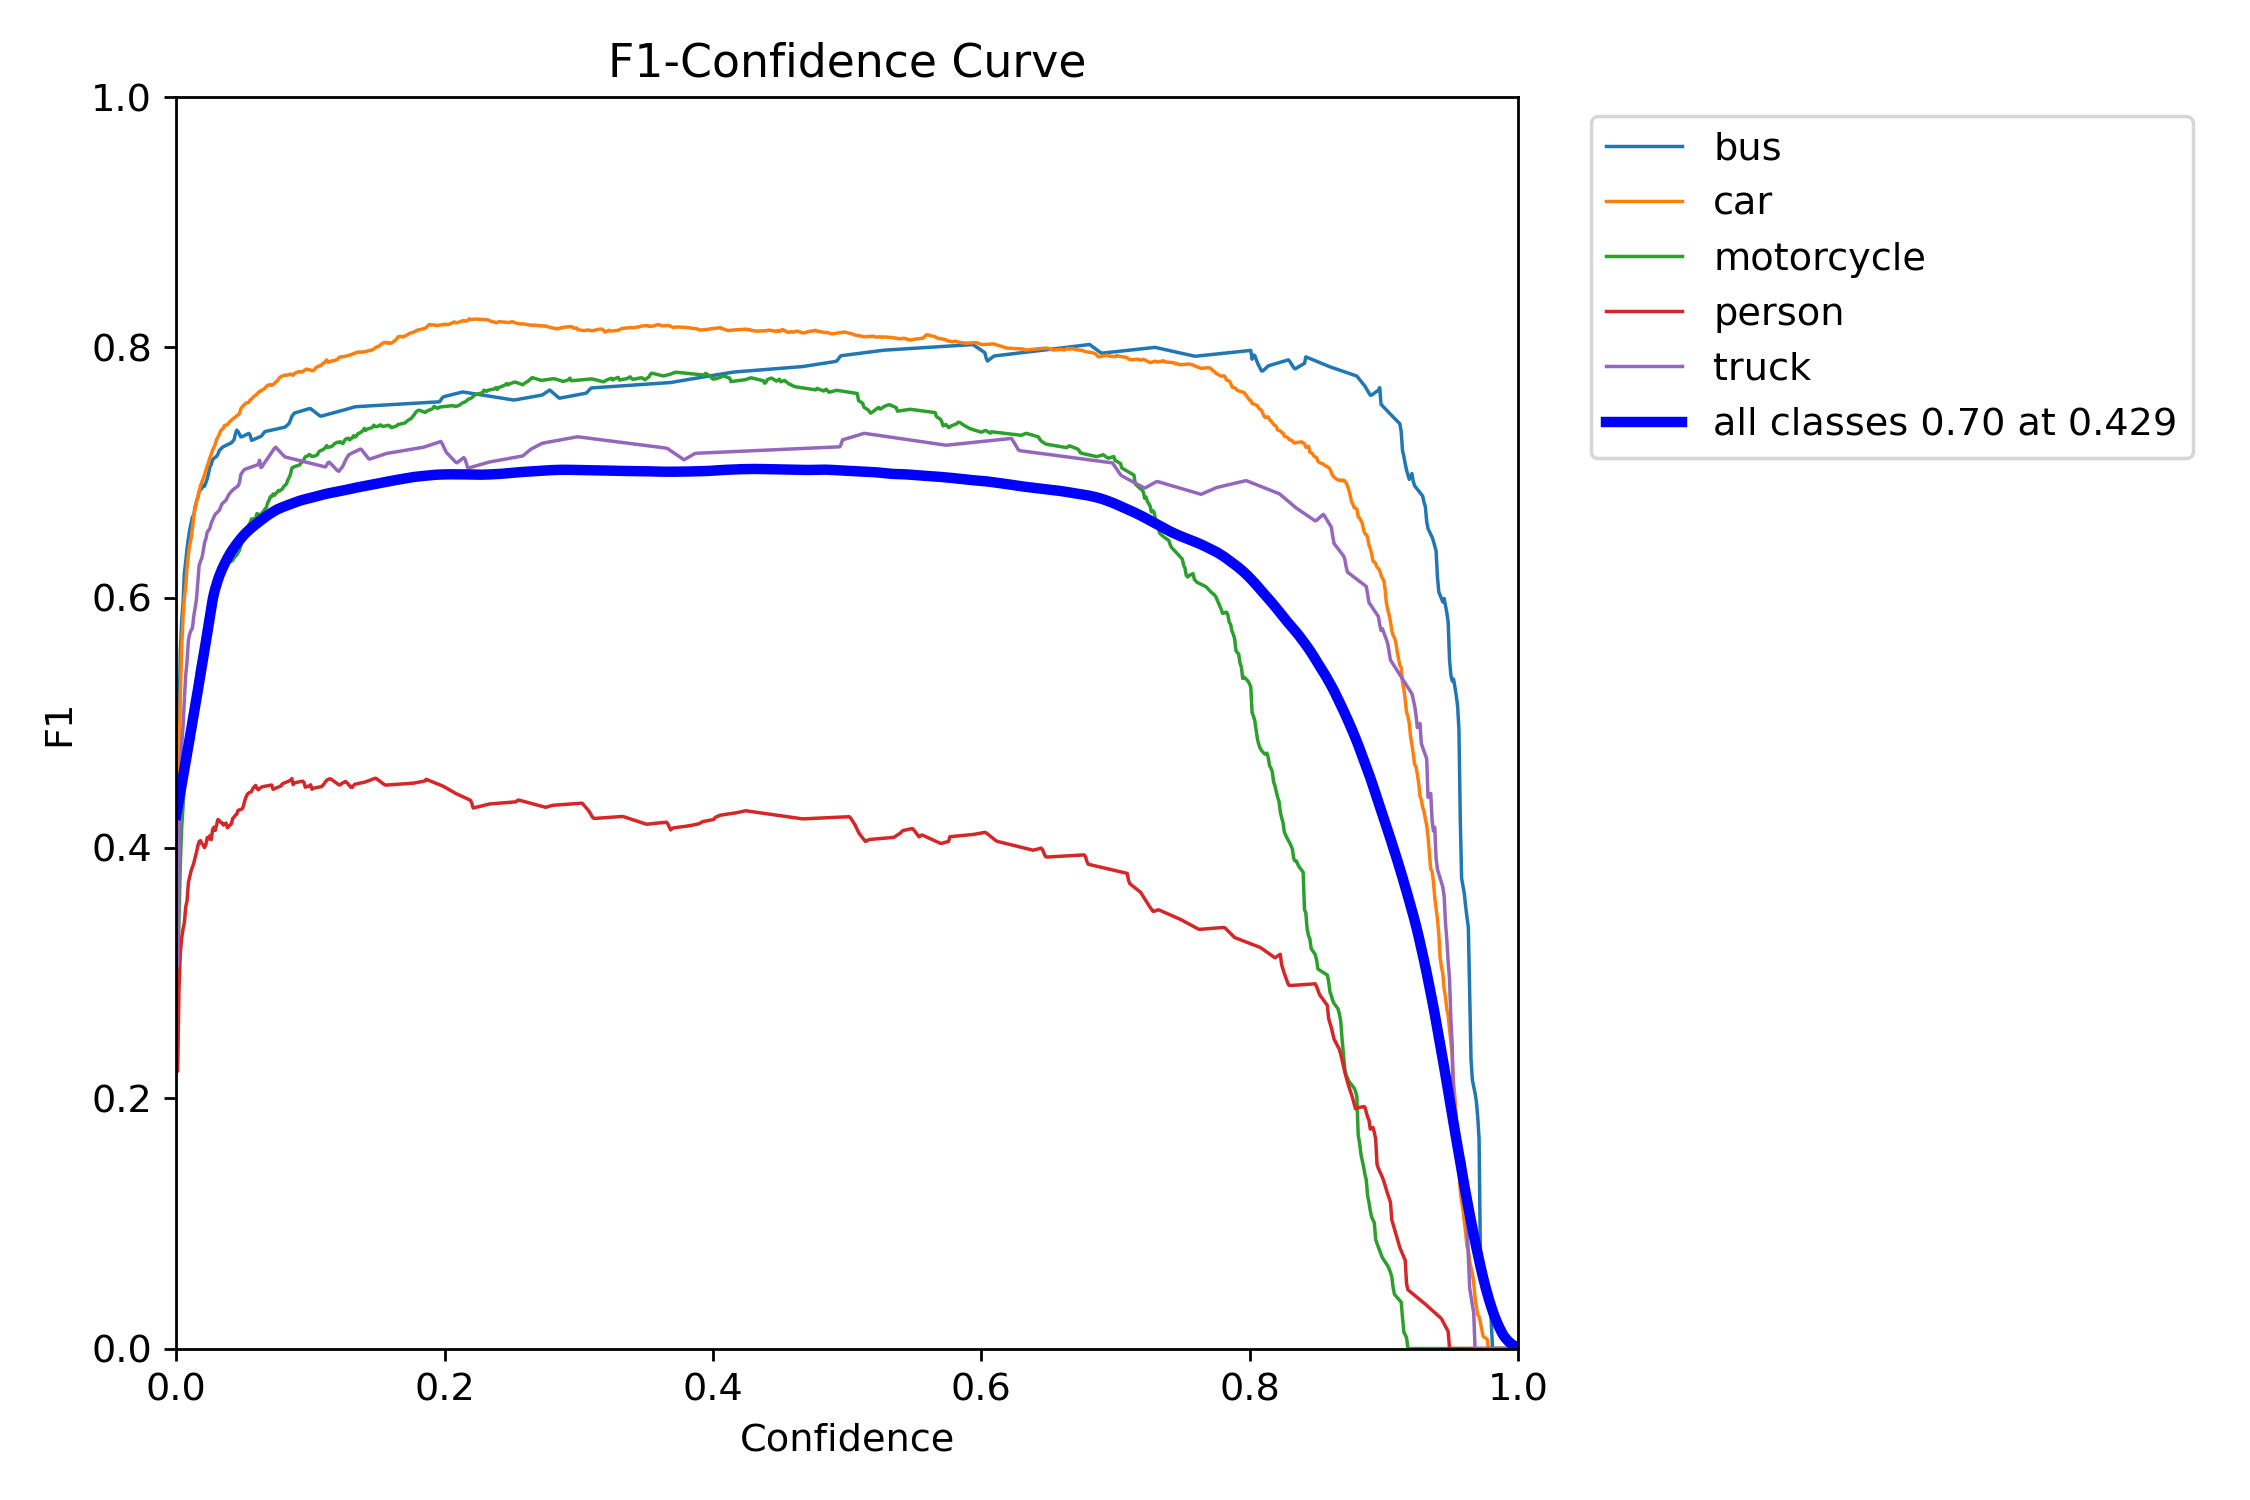 F1-Confidence Curve
1.0
0.8
0.6
0.4
0.2
0.0
F1
0.0 0.2 0.4 0.6 0.8 1.0
Confidence
bus
car
motorcycle
person
truck
all classes 0.70 at 0.429